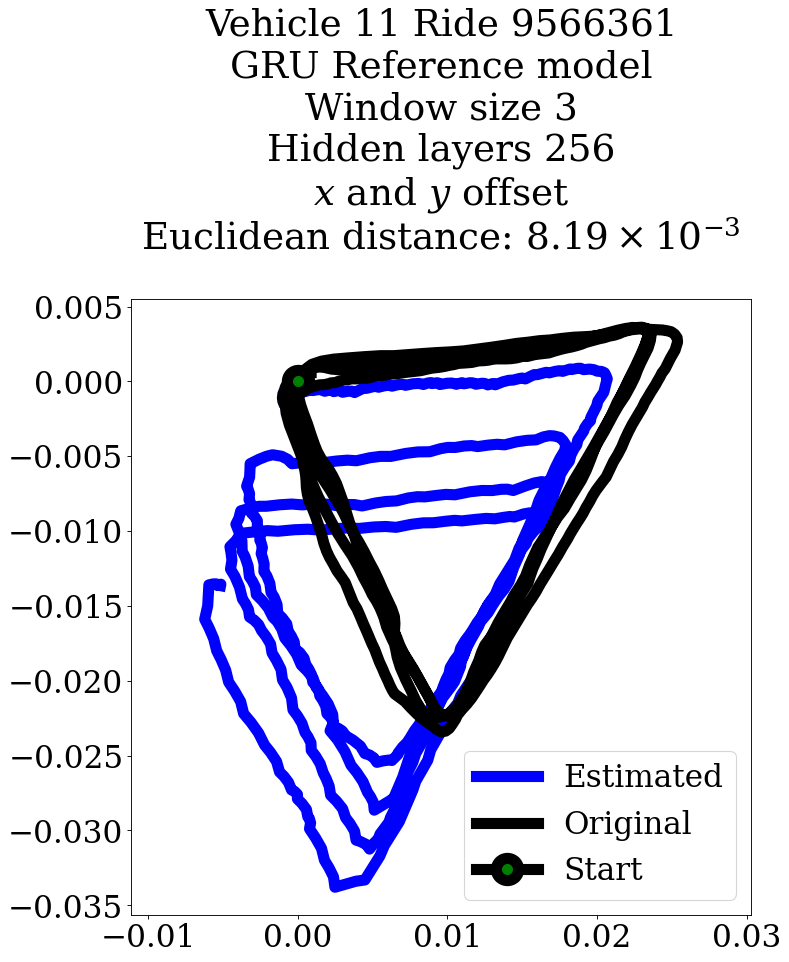 Vehicle 11 Ride 9566361
GRU Reference model
Window size 3
Hidden layers 256
x and y offset
Euclidean distance: 8.19 × 10⁻³
0.005
0.000
−0.005
−0.010
−0.015
−0.020
−0.025
−0.030
−0.035
−0.01 0.00 0.01 0.02 0.03
Estimated
Original
Start